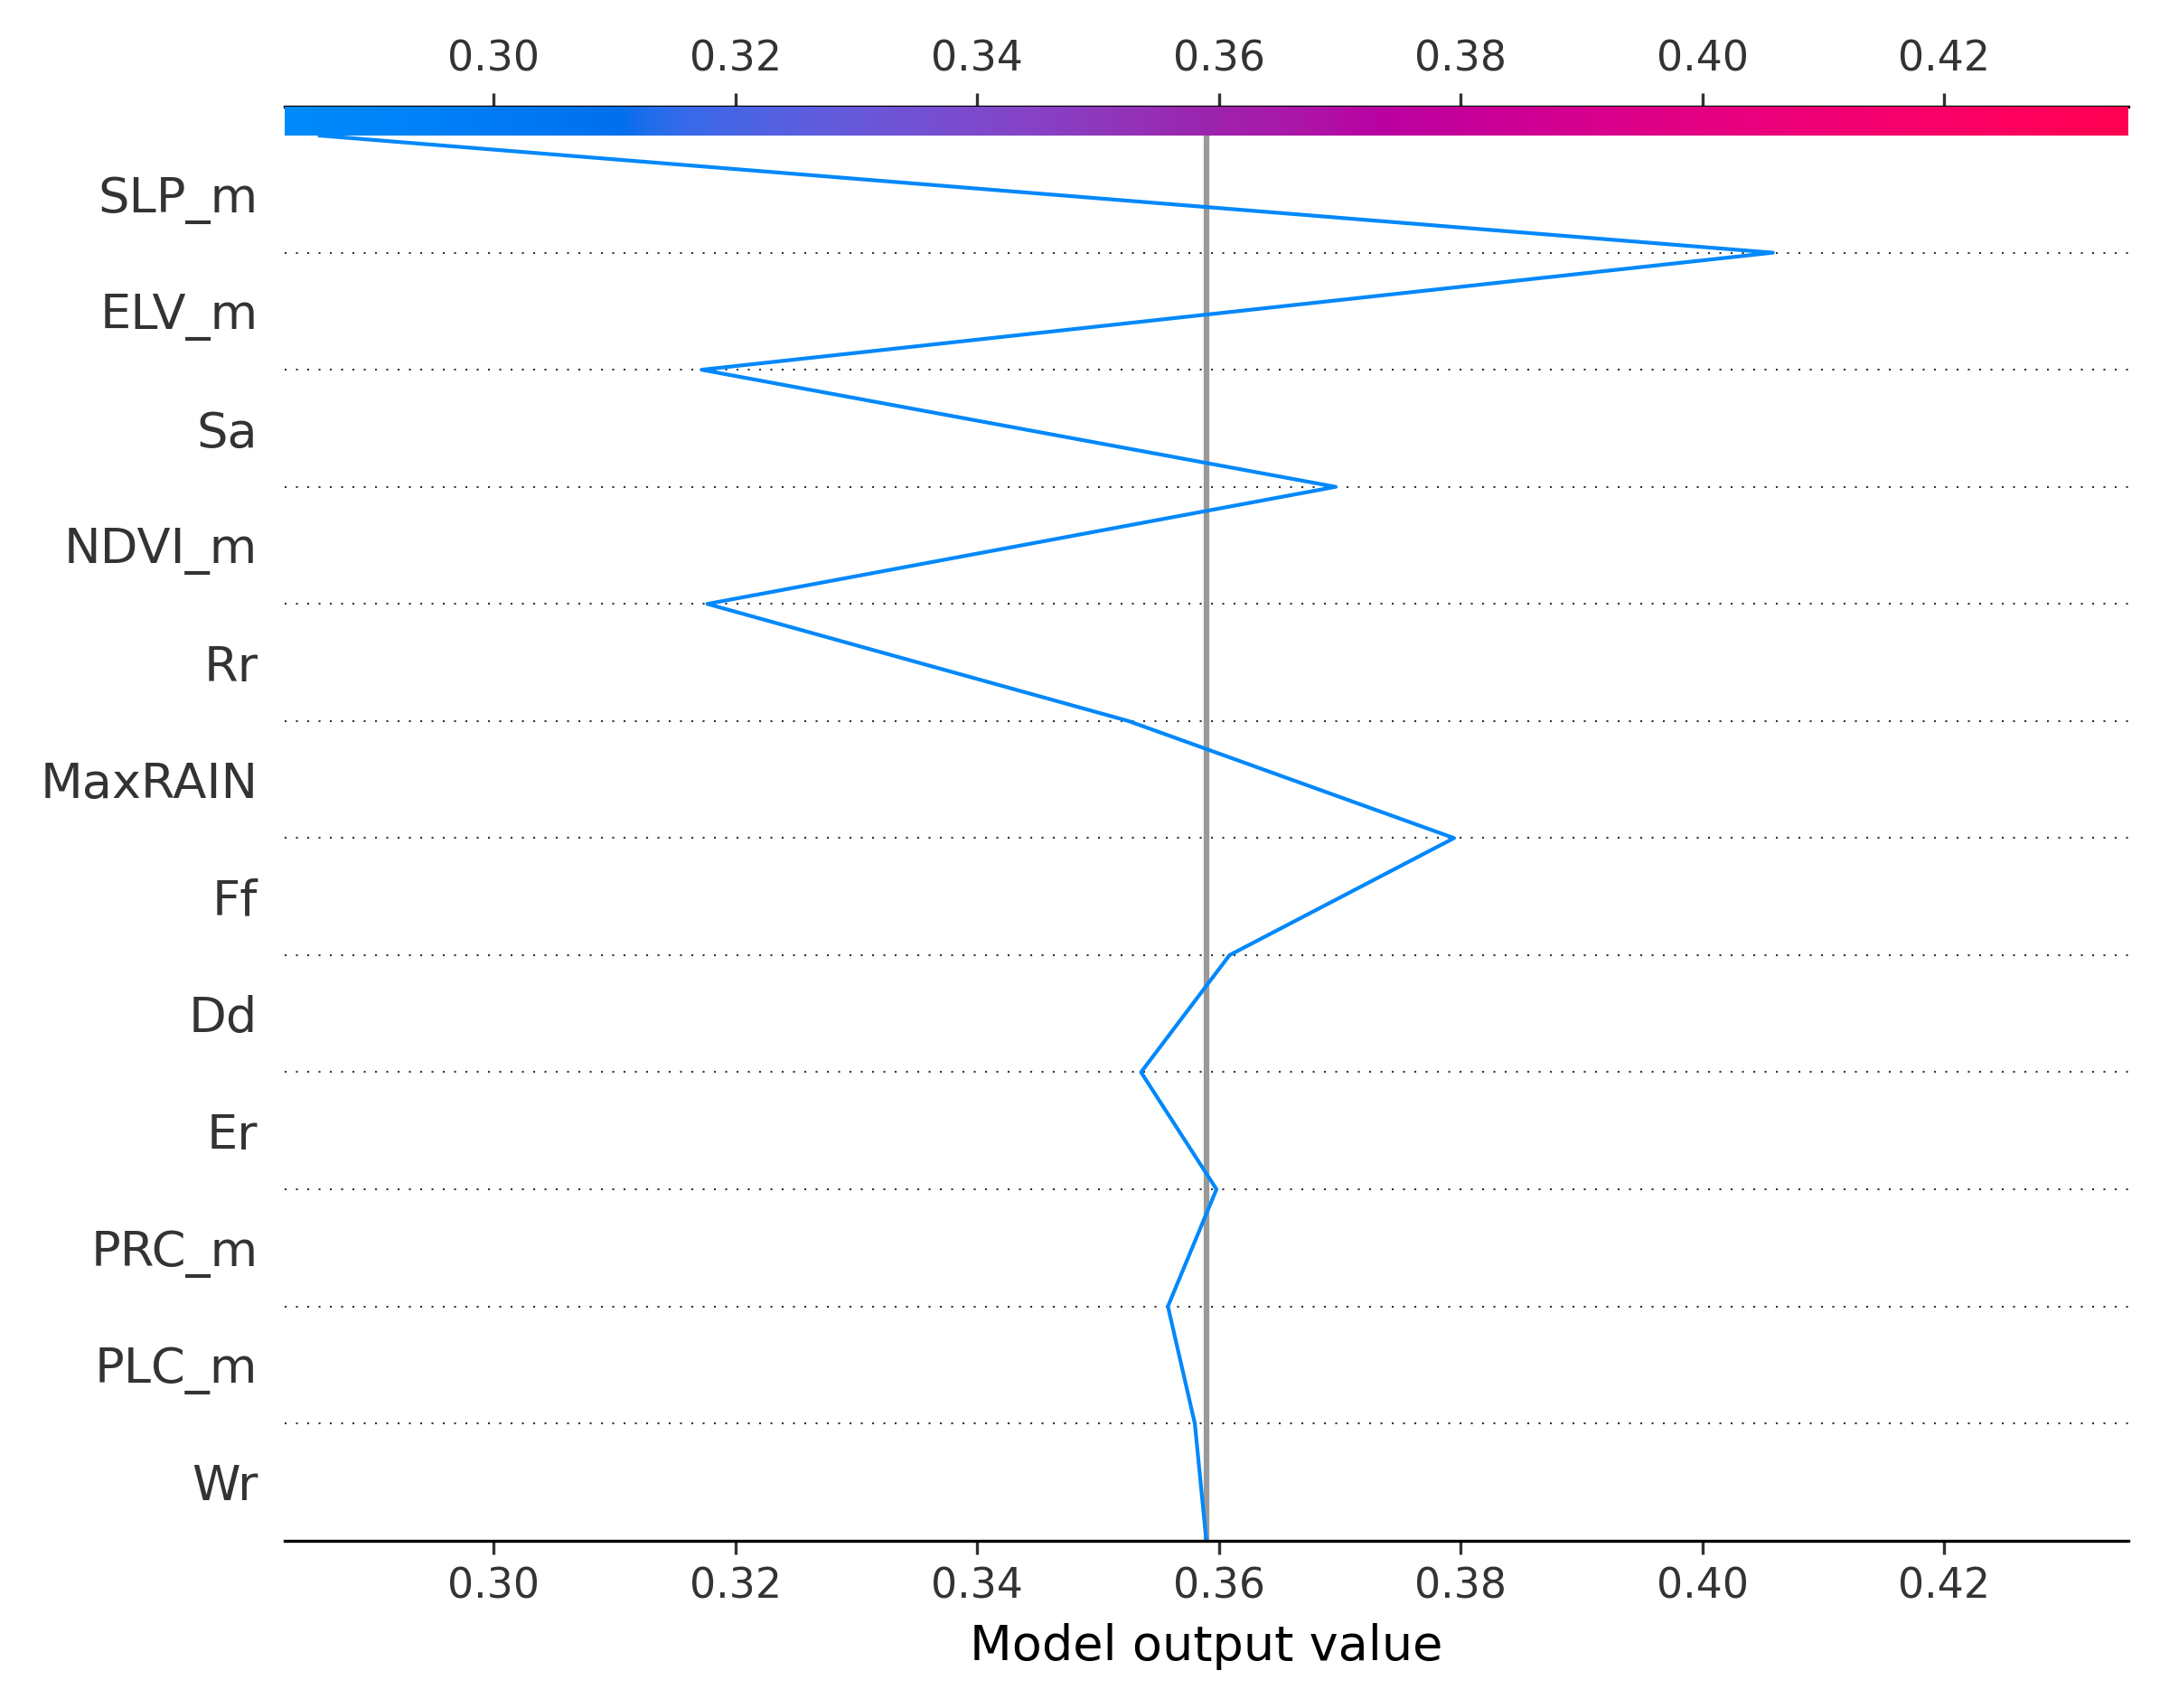 0.30 0.32 0.34 0.36 0.38 0.40 0.42
SLP_m
ELV_m
Sa
NDVI_m
Rr
MaxRAIN
Ff
Dd
Er
PRC_m
PLC_m
Wr
0.30 0.32 0.34 0.36 0.38 0.40 0.42
Model output value